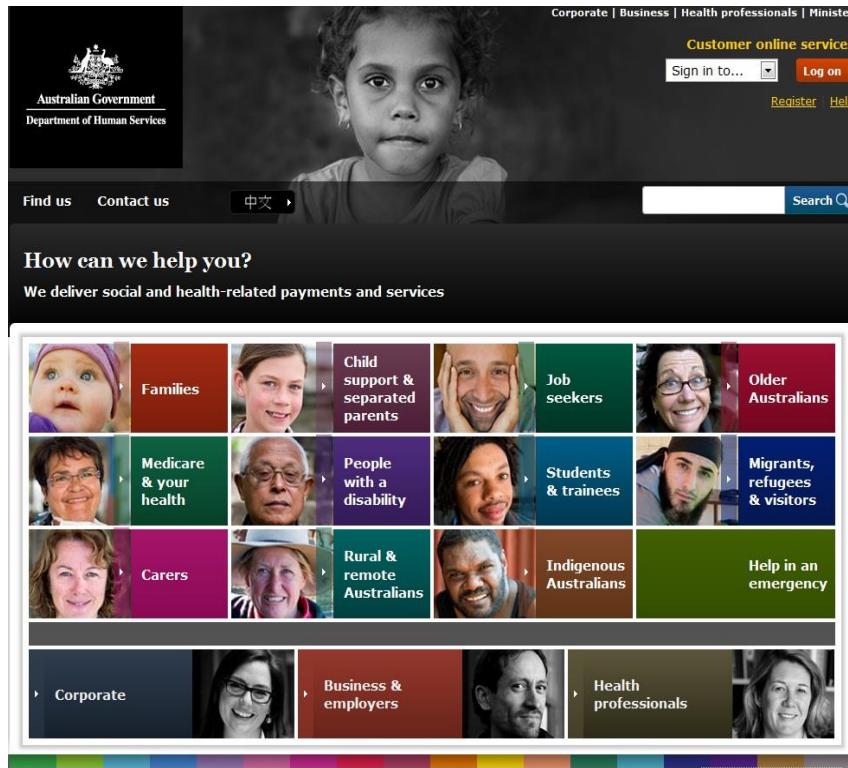 Corporate | Business | Health professionals | Ministe
Customer online service
Australian Government
Department of Human Services
Sign in to...
Log on
Register | Hel
Find us
Contact us
中文
Search
How can we help you?
We deliver social and health-related payments and services
Families
Child
support &
separated
parents
Job
seekers
Older
Australians
Medicare
& your
health
People
with a
disability
Students
& trainees
Migrants,
refugees
& visitors
Carers
Rural &
remote
Australians
Indigenous
Australians
Help in an
emergency
Corporate
Business &
employers
Health
professionals